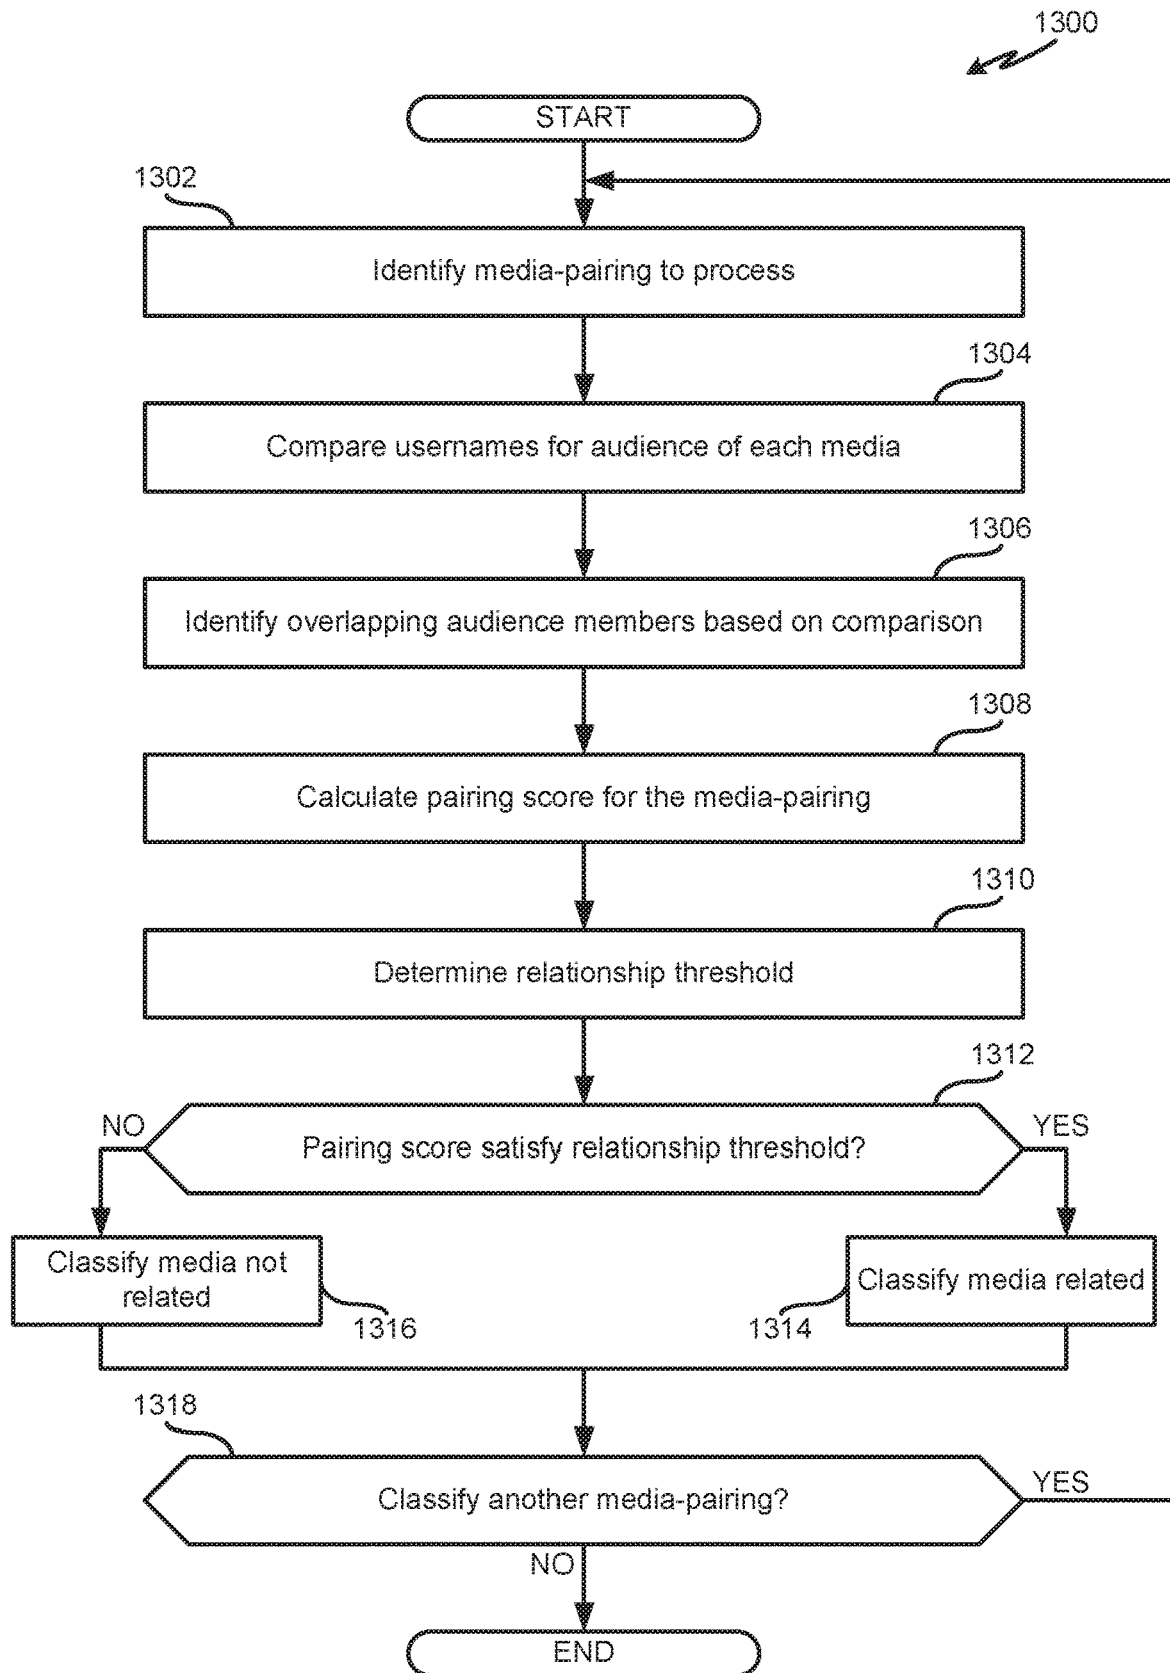 1300
START
1302
Identify media-pairing to process
1304
Compare usernames for audience of each media
1306
Identify overlapping audience members based on comparison
1308
Calculate pairing score for the media-pairing
1310
Determine relationship threshold
1312
NO
Pairing score satisfy relationship threshold?
YES
Classify media not
related
1316
Classify media related
1314
1318
Classify another media-pairing?
YES
NO
END